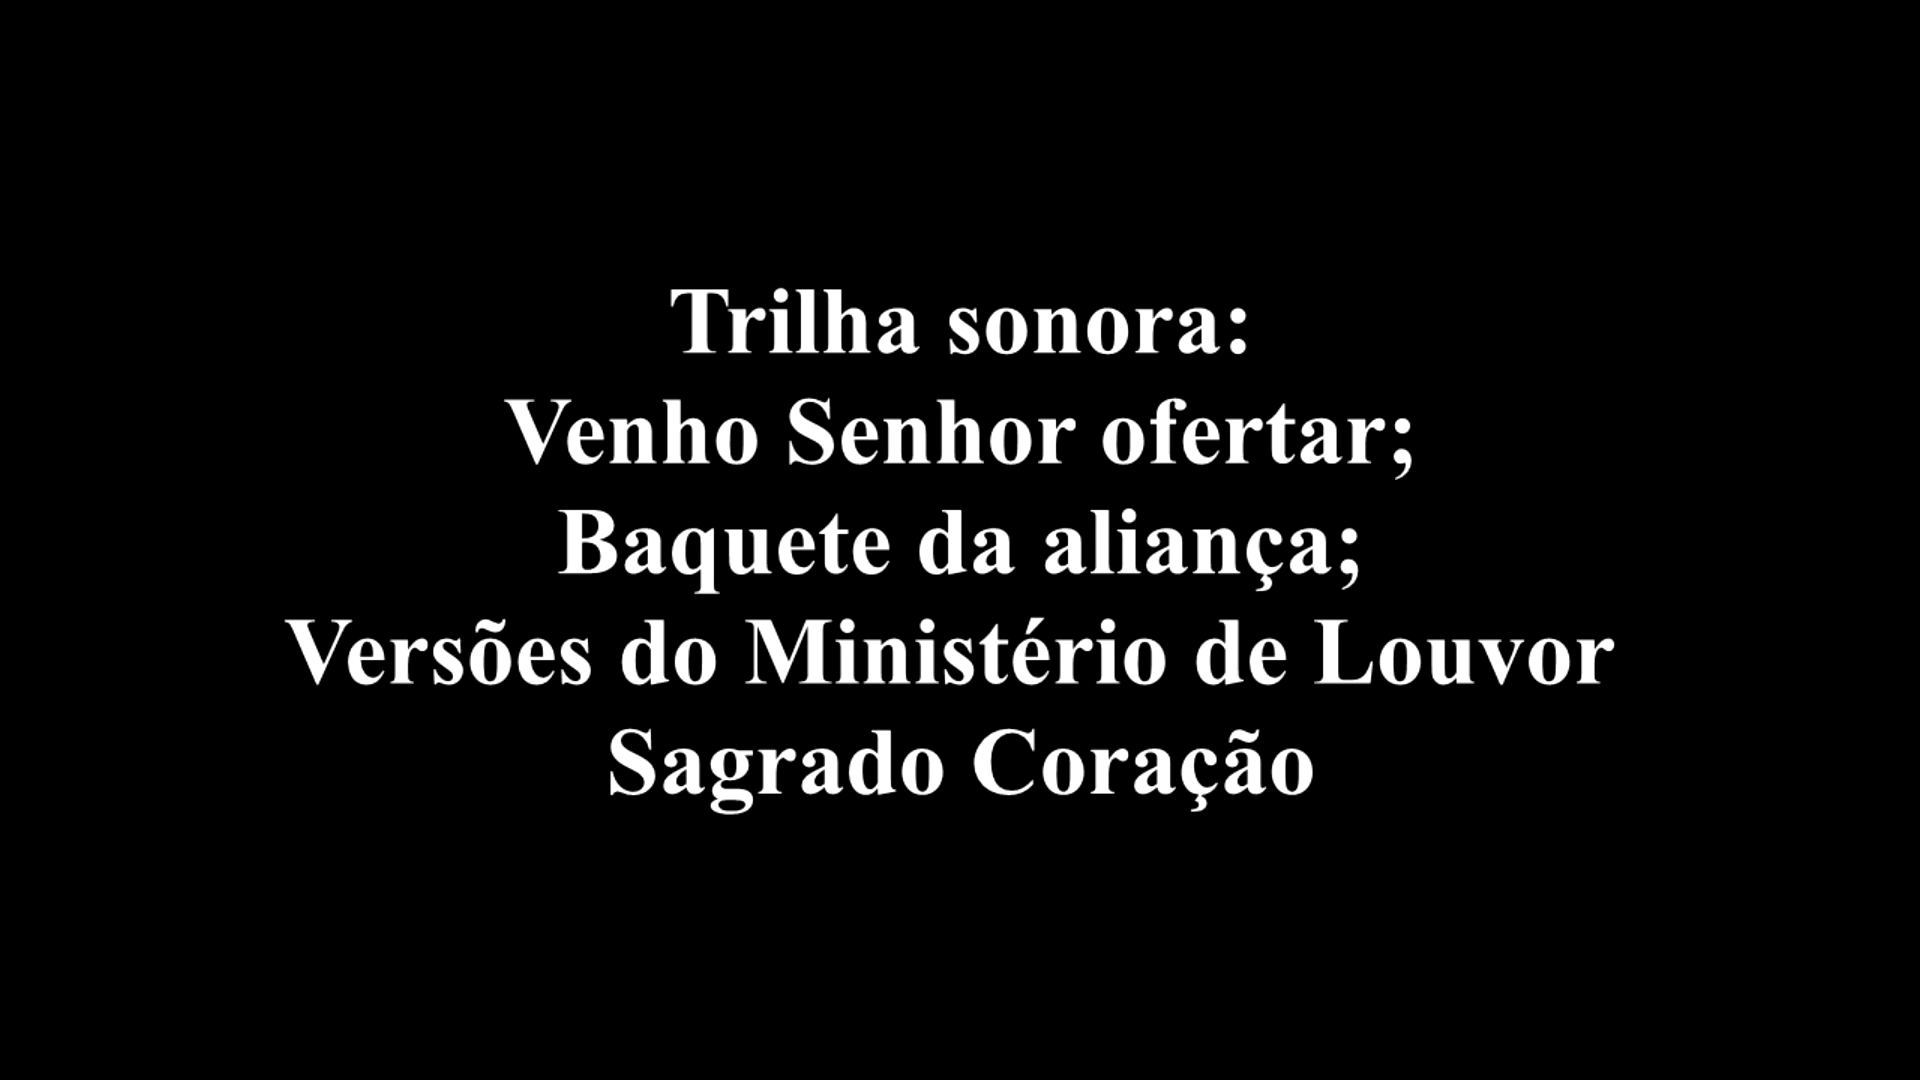 Trilha sonora:
Venho Senhor ofertar;
Baquete da aliança;
Versões do Ministério de Louvor
Sagrado Coração